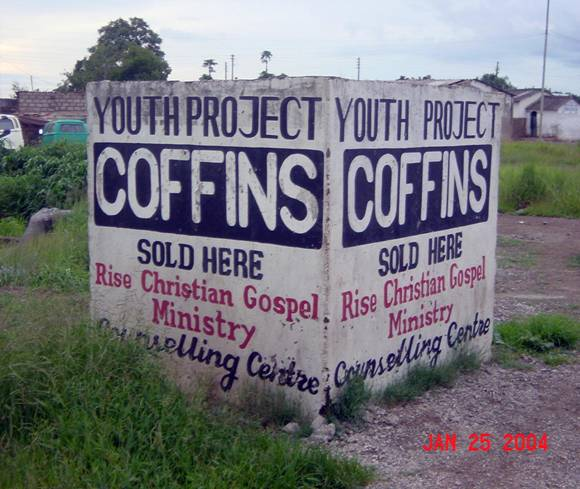 YOUTH PROJECT
COFFINS
SOLD HERE
Rise Christian Gospel
Ministry
Counselling Centre
YOUTH PROJECT
COFFINS
SOLD HERE
Rise Christian Gospel
Ministry
Counselling Centre
JAN 25 2004